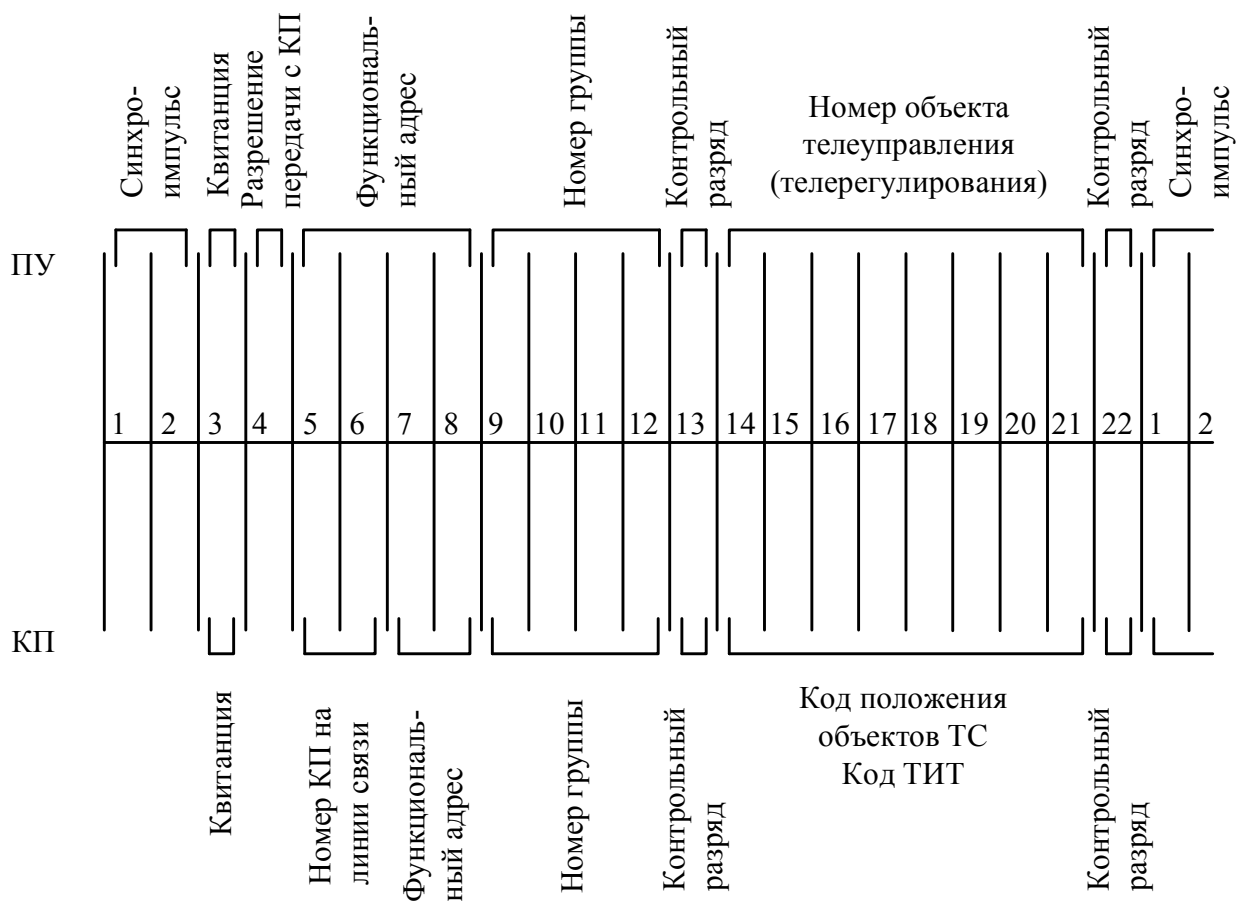 Синхро-
импульс
Квитанция
Разрешение
передачи с КП
Функциональ-
ный адрес
Номер группы
Контрольный
разряд
Номер объекта
телеуправления
(телерегулирования)
Контрольный
разряд
Синхро-
импульс
ПУ
1 2 3 4 5 6 7 8 9 10 11 12 13 14 15 16 17 18 19 20 21 22 1 2
КП
Квитанция
Номер КП на
линии связи
Функциональ-
ный адрес
Номер группы
Контрольный
разряд
Код положения
объектов ТС
Код ТИТ
Контрольный
разряд